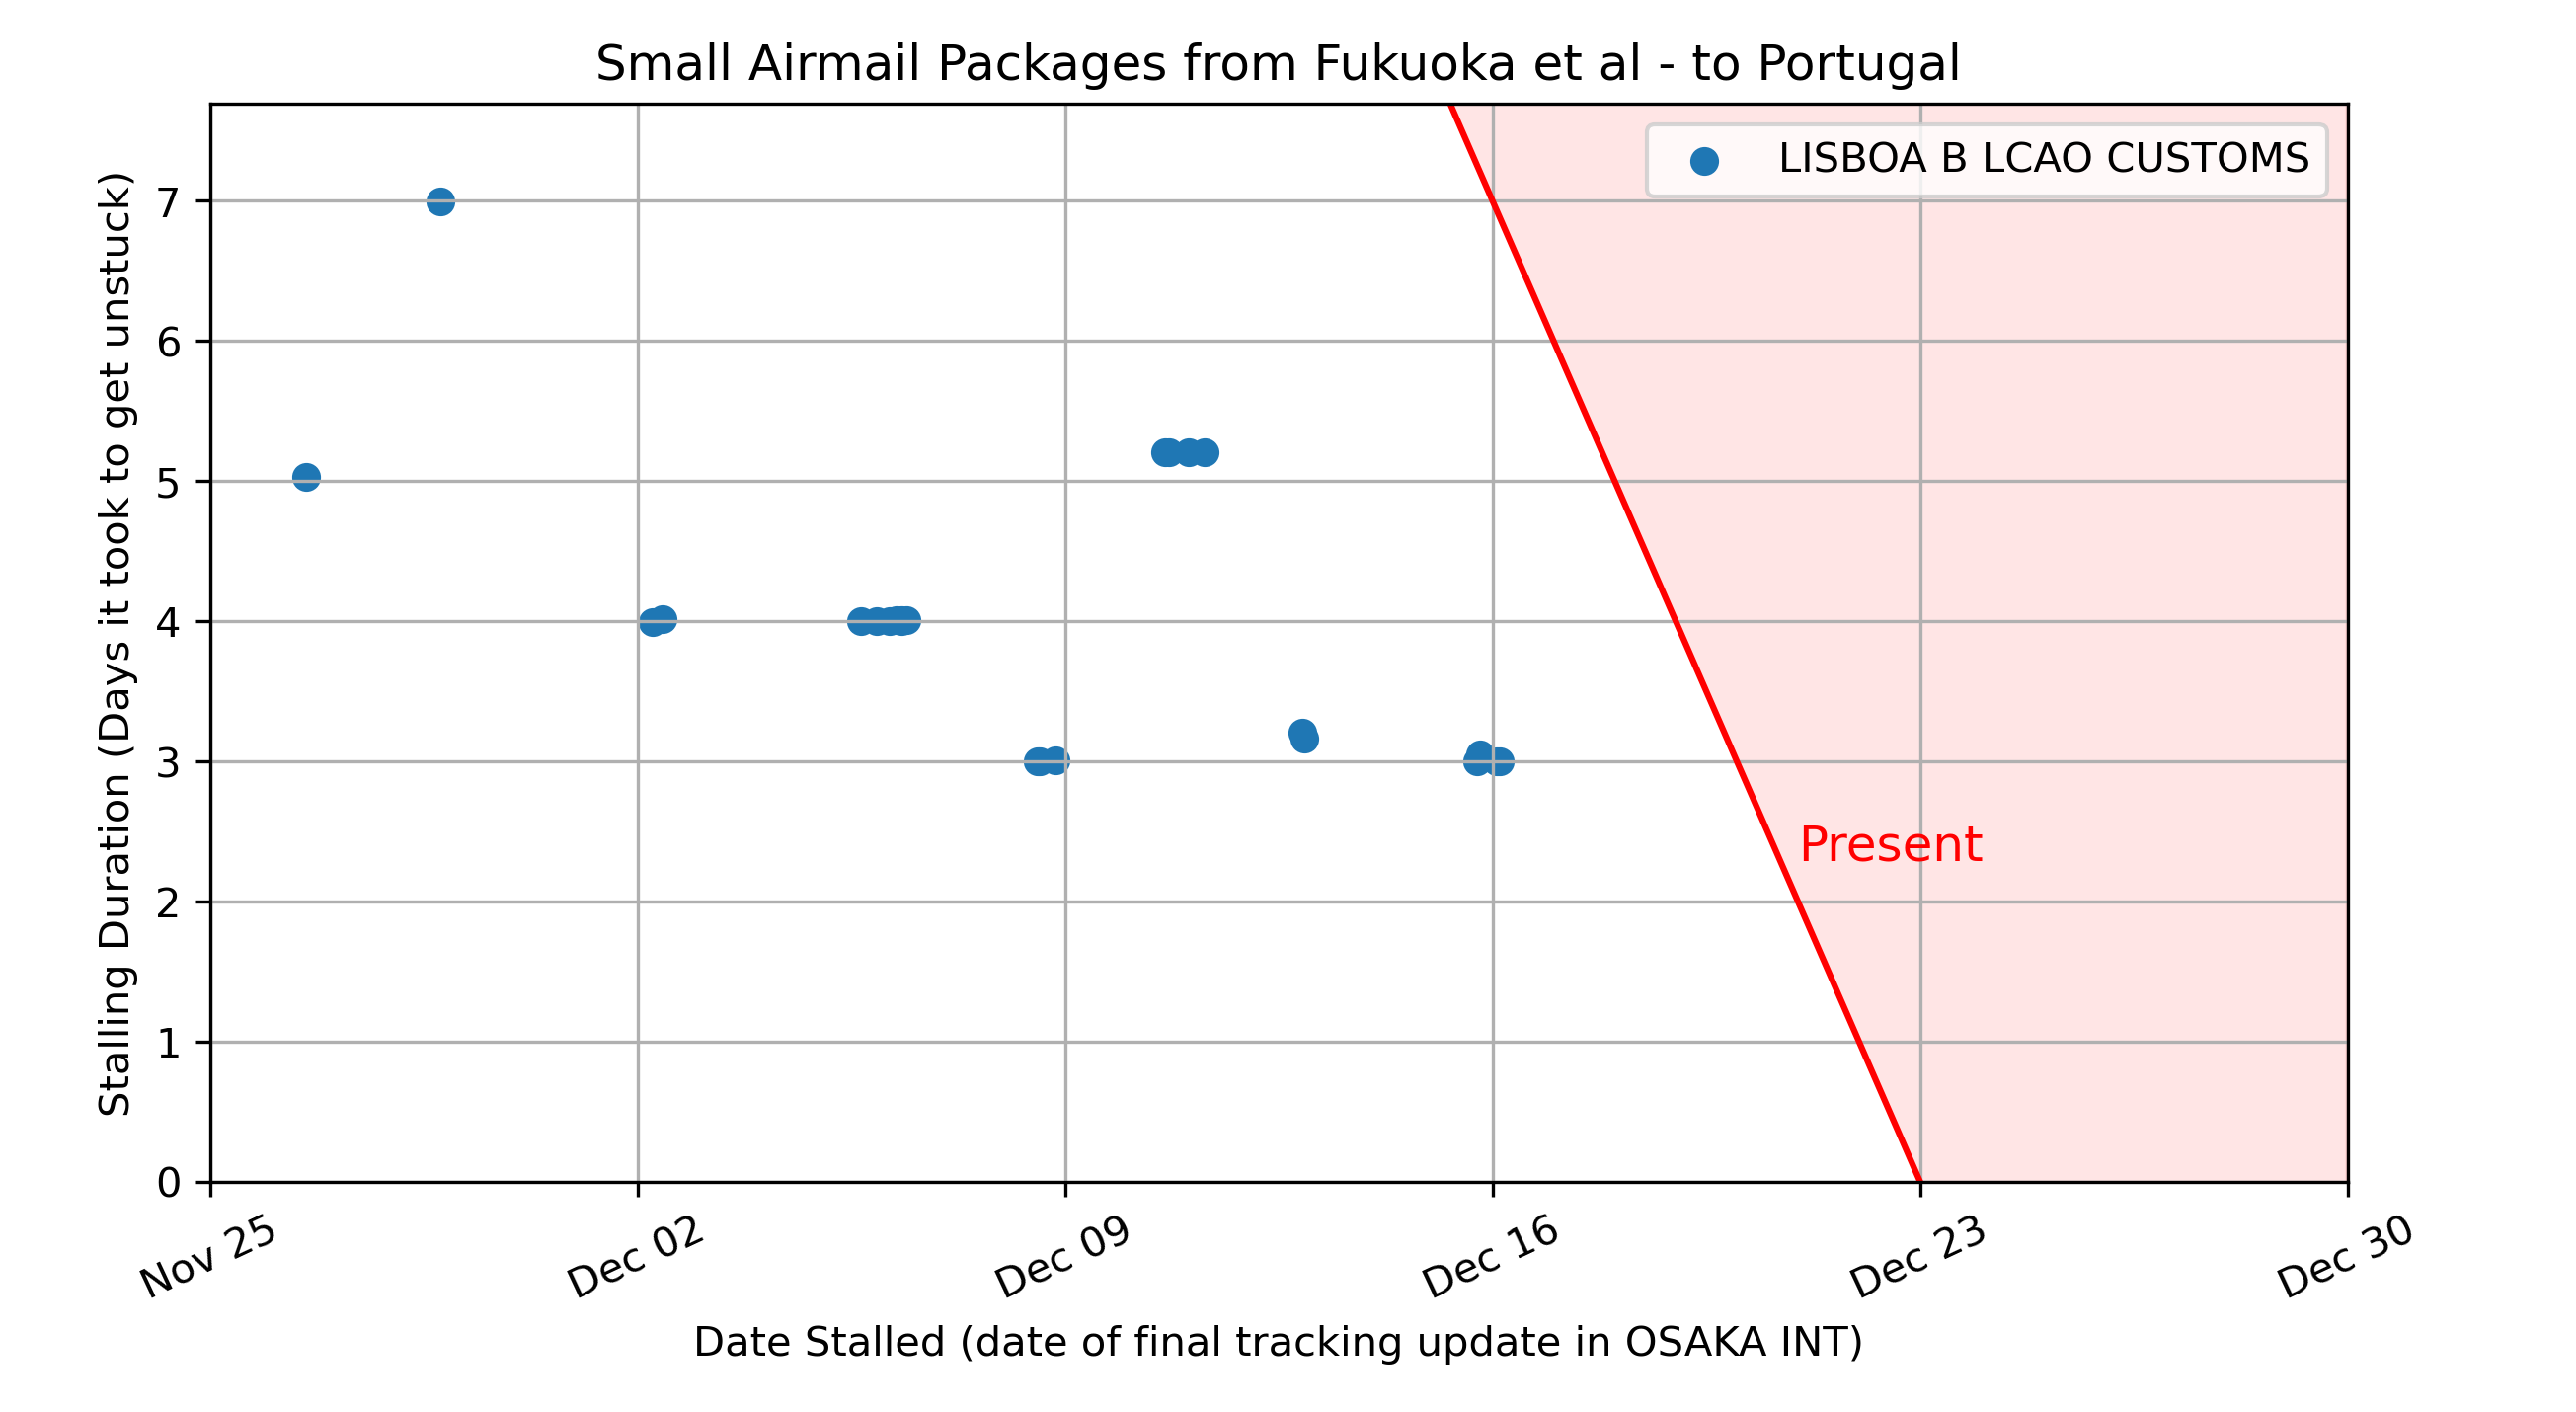 Small Airmail Packages from Fukuoka et al - to Portugal
LISBOA B LCAO CUSTOMS
Stalling Duration (Days it took to get unstuck)
7
6
5
4
3
2
1
0
Present
Nov 25
Dec 02
Dec 09
Dec 16
Dec 23
Dec 30
Date Stalled (date of final tracking update in OSAKA INT)